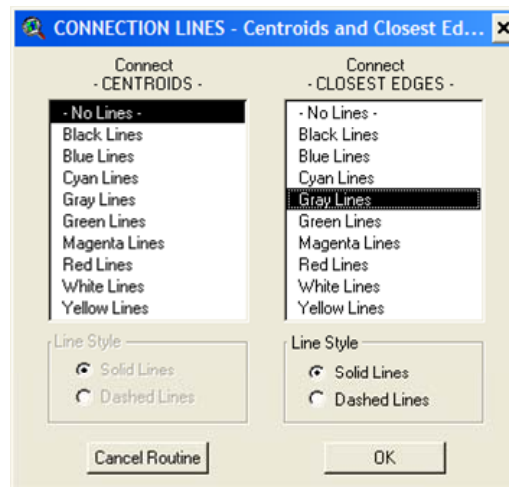 CONNECTION LINES - Centroids and Closest Ed...
Connect
- CENTROIDS -
- No Lines -
Black Lines
Blue Lines
Cyan Lines
Gray Lines
Green Lines
Magenta Lines
Red Lines
White Lines
Yellow Lines
Line Style
Solid Lines
Dashed Lines
Cancel Routine
Connect
- CLOSEST EDGES -
- No Lines -
Black Lines
Blue Lines
Cyan Lines
Gray Lines
Green Lines
Magenta Lines
Red Lines
White Lines
Yellow Lines
Line Style
Solid Lines
Dashed Lines
OK